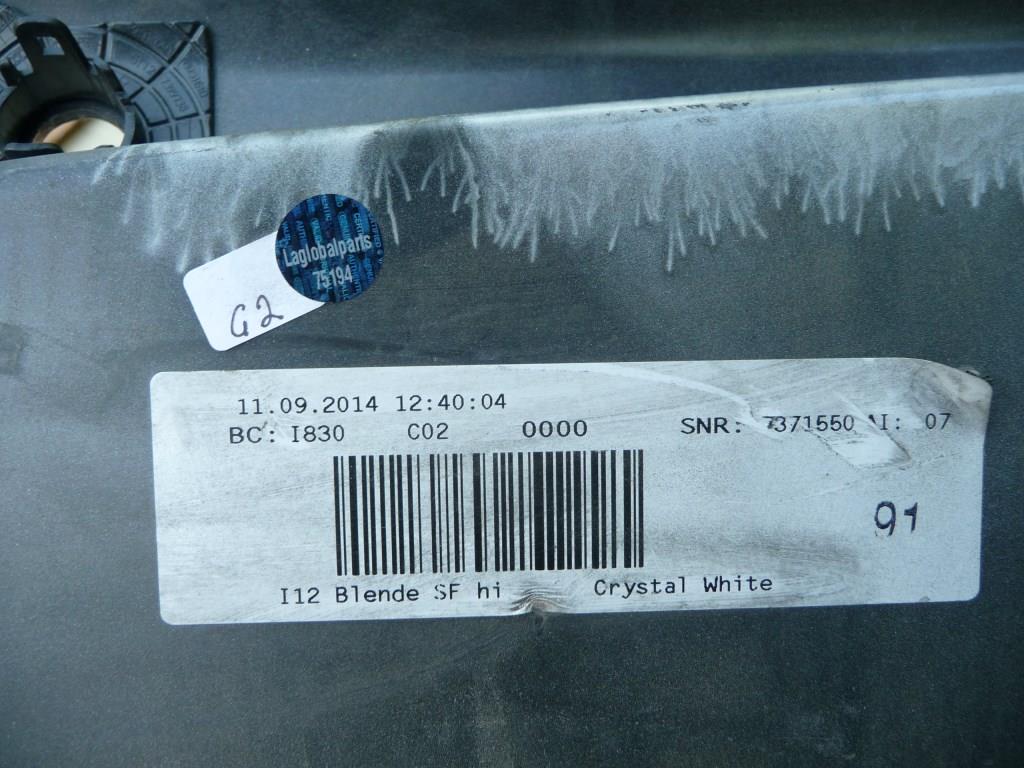 Laglobalparts
75194
G2
11.09.2014 12:40:04
BC: I830 C02 0000 SNR: 7371550 AI: 07
91
I12 Blende SF hi Crystal White